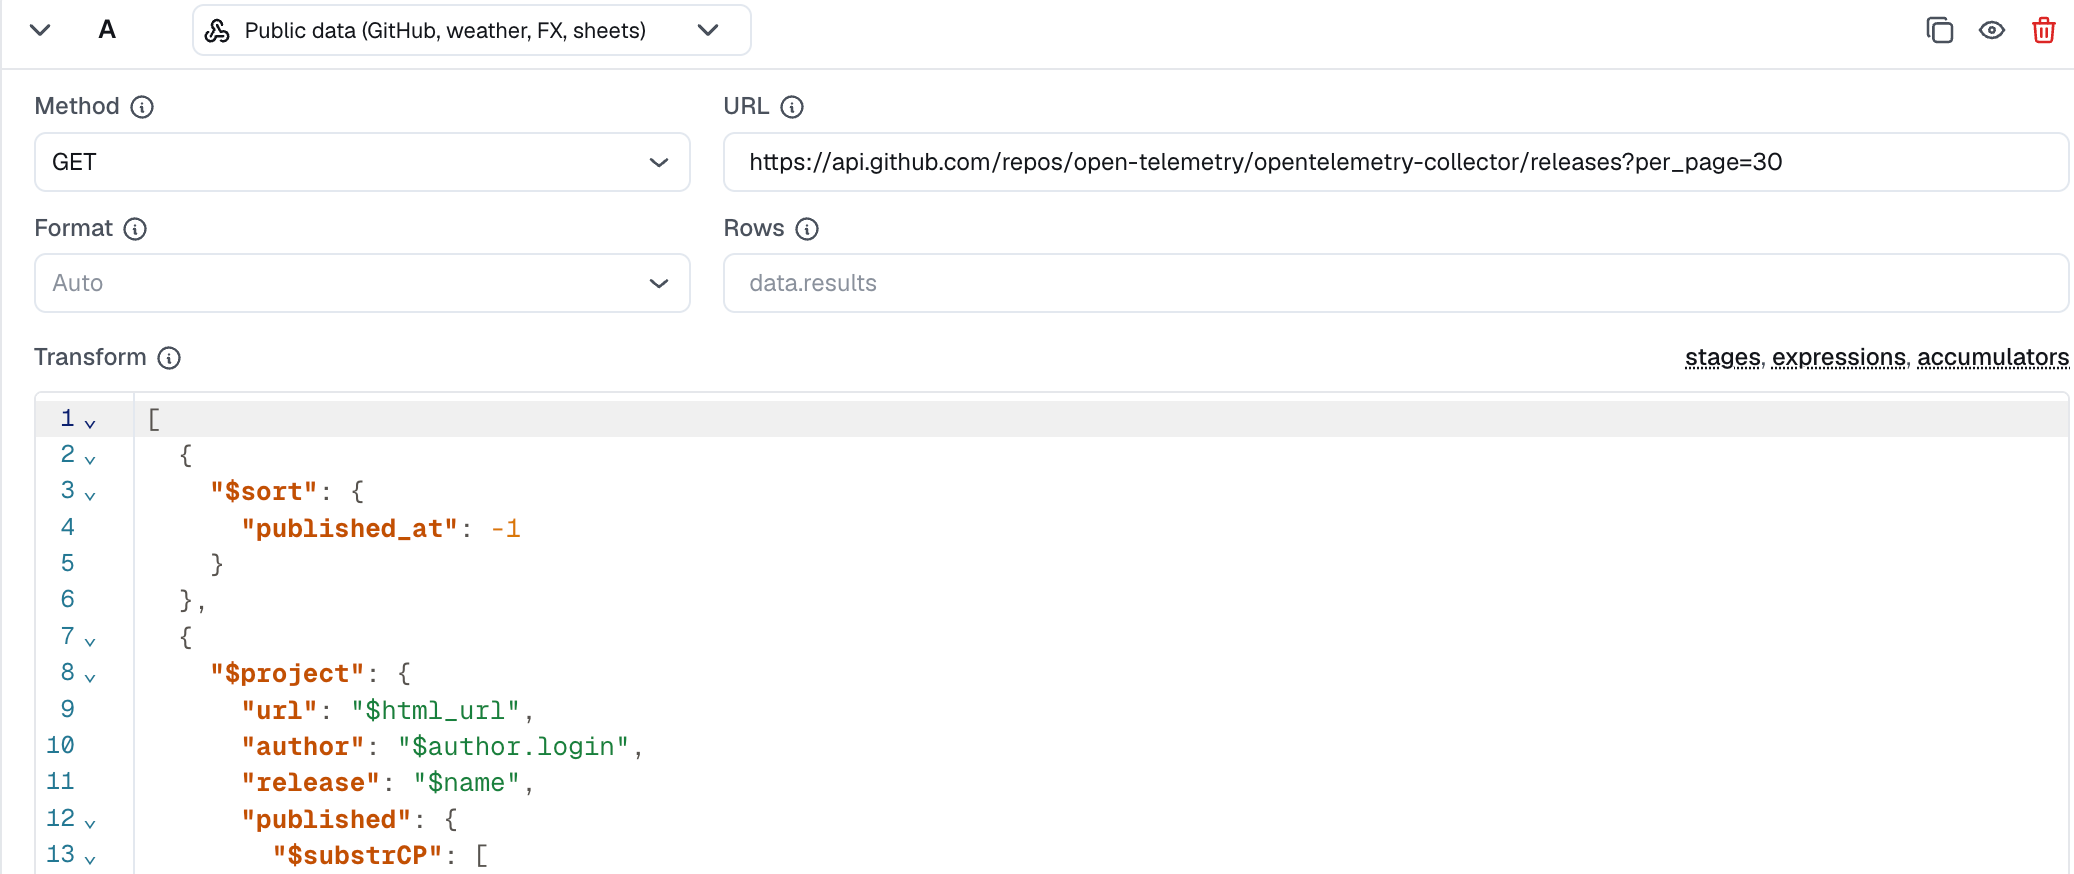 A
Public data (GitHub, weather, FX, sheets)
Method
URL
GET
https://api.github.com/repos/open-telemetry/opentelemetry-collector/releases?per_page=30
Format
Rows
Auto
data.results
Transform
stages, expressions, accumulators
1 [
2   {
3     "$sort": {
4       "published_at": -1
5     }
6   },
7   {
8     "$project": {
9       "url": "$html_url",
10       "author": "$author.login",
11       "release": "$name",
12       "published": {
13         "$substrCP": [